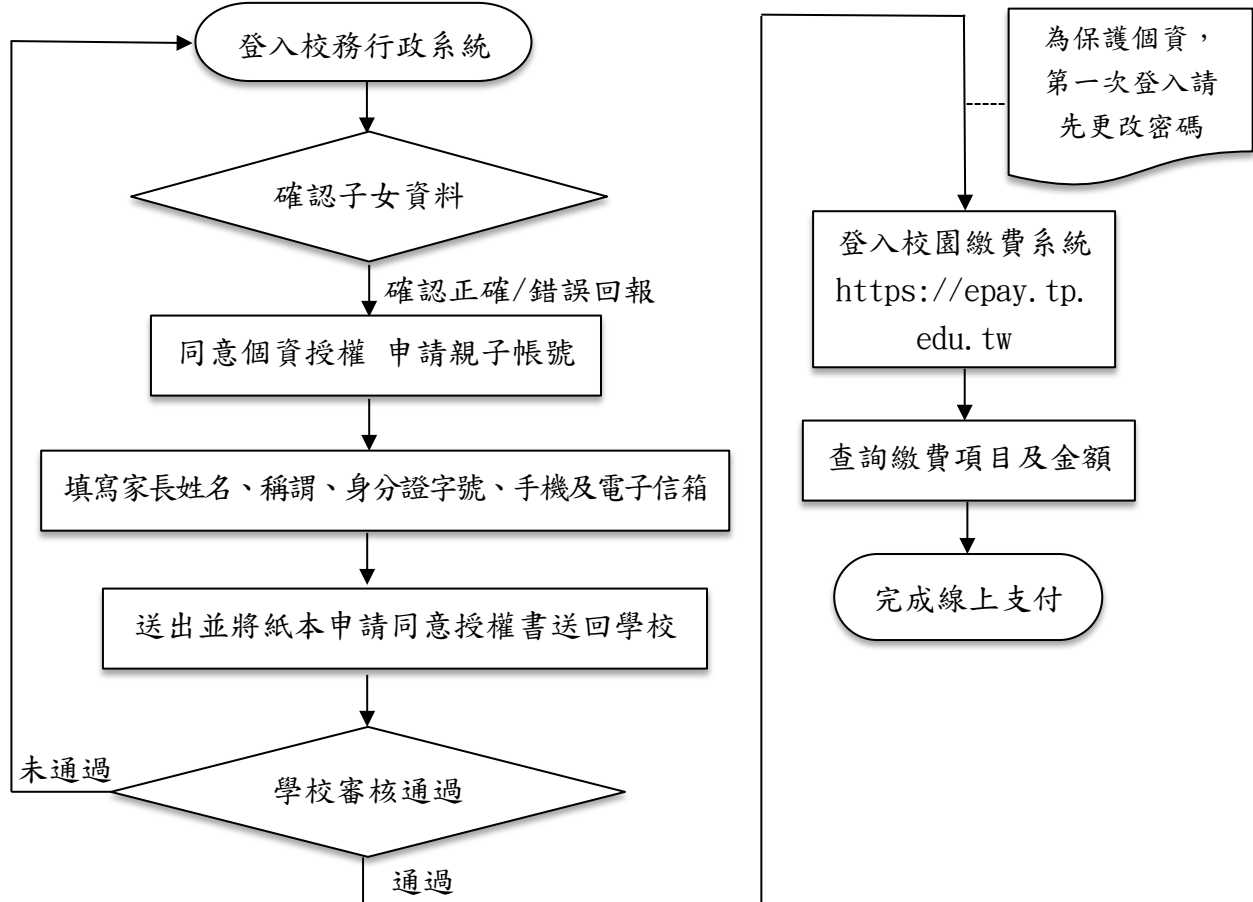 登入校務行政系統
確認子女資料
確認正確/錯誤回報
同意個資授權 申請親子帳號
填寫家長姓名、稱謂、身分證字號、手機及電子信箱
送出並將紙本申請同意授權書送回學校
未通過
學校審核通過
通過
為保護個資，
第一次登入請
先更改密碼
登入校園繳費系統
https://epay.tp.
edu.tw
查詢繳費項目及金額
完成線上支付